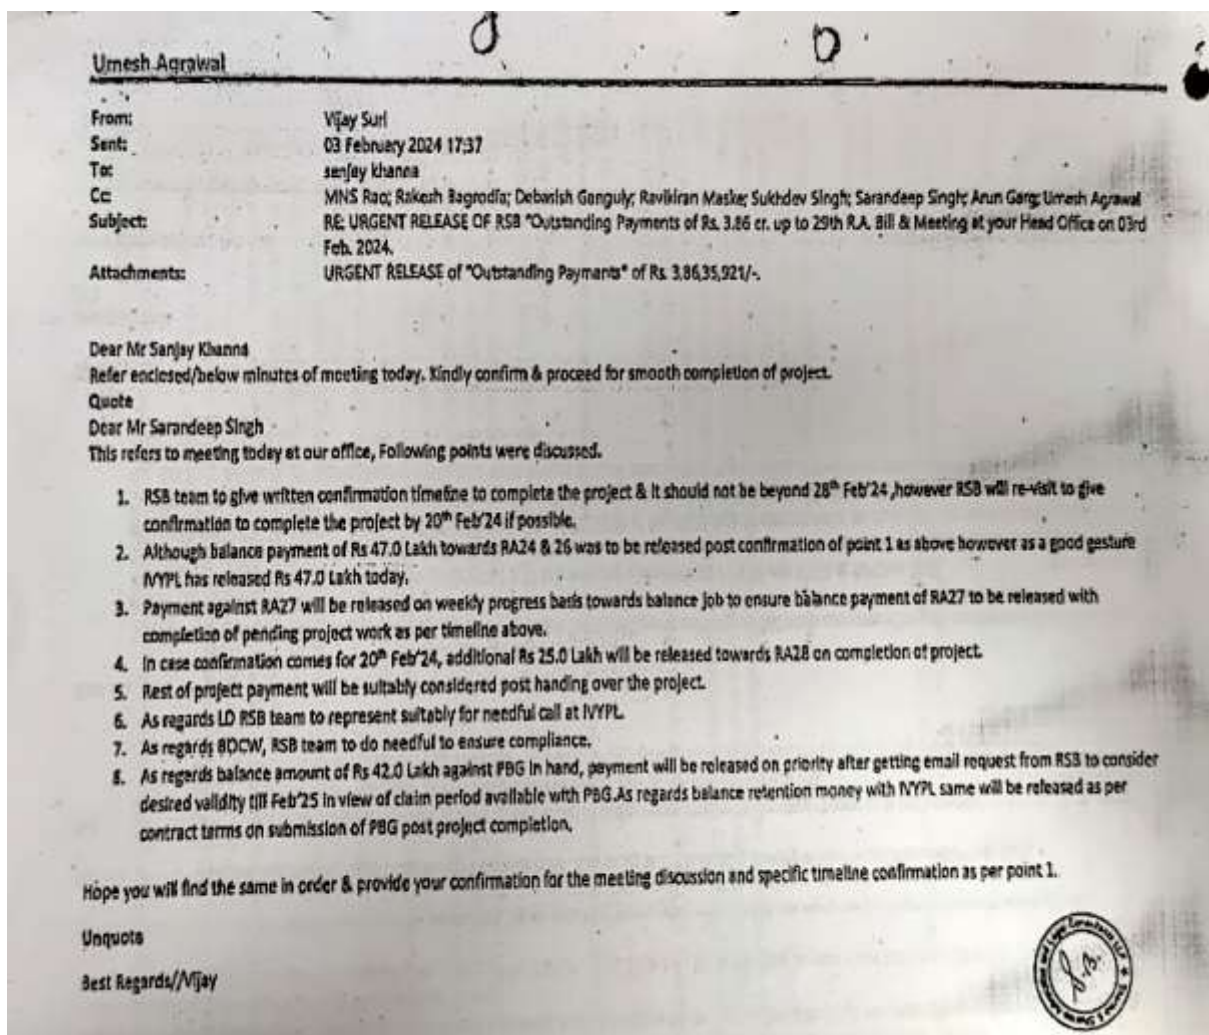 Umesh Agrawal
From: Vijay Suri
Sent: 03 February 2024 17:37
To: sanjay khanna
Cc: MNS Rao; Rakesh Bagrodia; Debarish Ganguly; Ravikiran Maske; Sukhdev Singh; Sarandeep Singh; Arun Garg; Umesh Agrawal
Subject: RE: URGENT RELEASE OF RSB "Outstanding Payments of Rs. 3.86 cr. up to 29th R.A. Bill & Meeting at your Head Office on 03rd
Feb. 2024.
Attachments: URGENT RELEASE of "Outstanding Payments" of Rs. 3,86,35,921/-.
Dear Mr Sanjay Khanna
Refer enclosed/below minutes of meeting today. Kindly confirm & proceed for smooth completion of project.
Quote
Dear Mr Sarandeep Singh
This refers to meeting today at our office, Following points were discussed.
1. RSB team to give written confirmation timeline to complete the project & it should not be beyond 28th Feb'24 ,however RSB will re-visit to give
confirmation to complete the project by 20th Feb'24 if possible.
2. Although balance payment of Rs 47.0 Lakh towards RA24 & 26 was to be released post confirmation of point 1 as above however as a good gesture
IVYPL has released Rs 47.0 Lakh today.
3. Payment against RA27 will be released on weekly progress basis towards balance job to ensure balance payment of RA27 to be released with
completion of pending project work as per timeline above.
4. In case confirmation comes for 20th Feb'24, additional Rs 25.0 Lakh will be released towards RA28 on completion of project.
5. Rest of project payment will be suitably considered post handing over the project.
6. As regards LD RSB team to represent suitably for needful call at IVYPL.
7. As regards BOCW, RSB team to do needful to ensure compliance.
8. As regards balance amount of Rs 42.0 Lakh against PBG in hand, payment will be released on priority after getting email request from RSB to consider
desired validity till Feb'25 in view of claim period available with PBG.As regards balance retention money with IVYPL same will be released as per
contract terms on submission of PBG post project completion.
Hope you will find the same in order & provide your confirmation for the meeting discussion and specific timeline confirmation as per point 1.
Unquote
Best Regards//Vijay